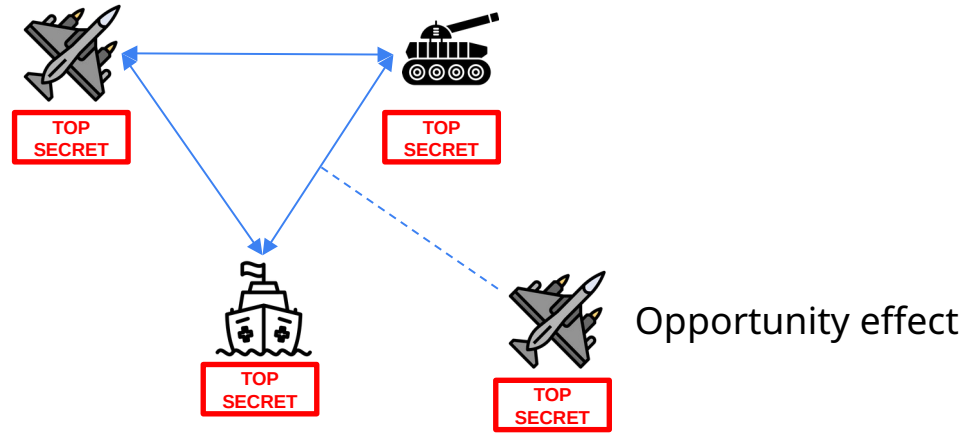 TOP
SECRET
TOP
SECRET
TOP
SECRET
Opportunity effect
TOP
SECRET